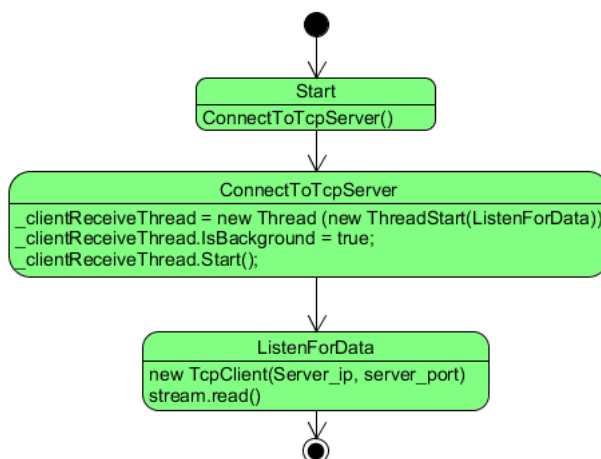 Start
ConnectToTcpServer()
ConnectToTcpServer
_clientReceiveThread = new Thread (new ThreadStart(ListenForData))
_clientReceiveThread.IsBackground = true;
_clientReceiveThread.Start();
ListenForData
new TcpClient(Server_ip, server_port)
stream.read()